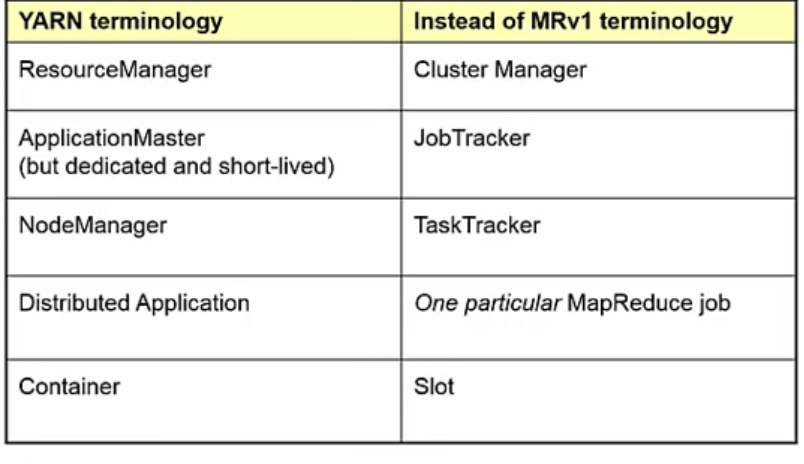 YARN terminology
Instead of MRv1 terminology
ResourceManager
Cluster Manager
ApplicationMaster
(but dedicated and short-lived)
JobTracker
NodeManager
TaskTracker
Distributed Application
One particular MapReduce job
Container
Slot